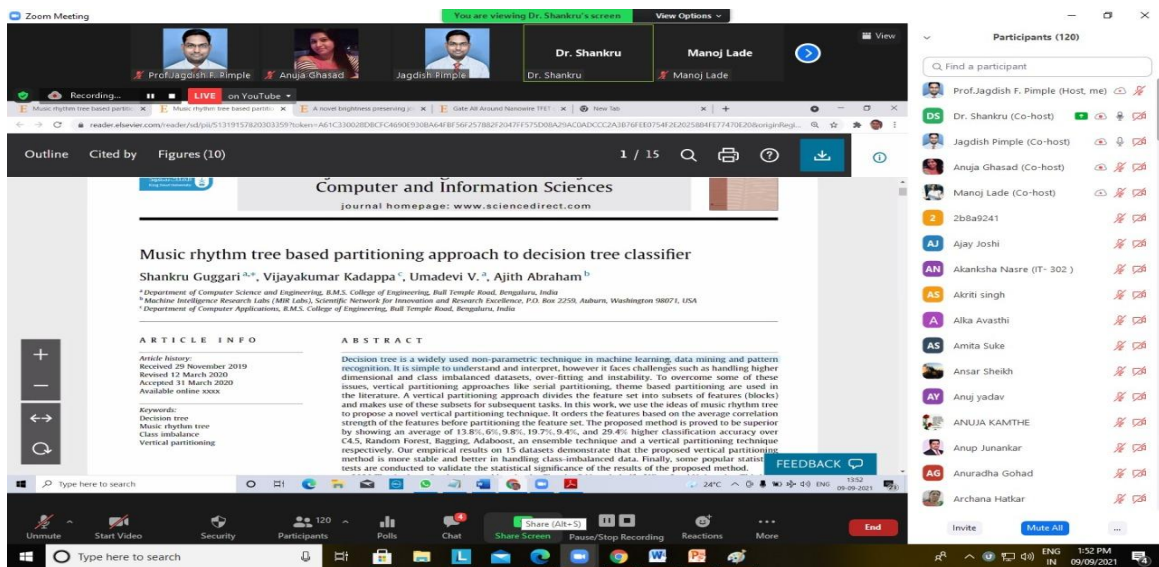 Zoom Meeting
You are viewing Dr. Shankru's screen
View Options
View
Prof.Jagdish F. Pimple
Anuja Ghasad
Jagdish Pimple
Dr. Shankru
Dr. Shankru
Manoj Lade
Manoj Lade
Recording...
LIVE on YouTube
Music rhythm tree based partitio
Music rhythm tree based partitio
A novel brightness preserving jo
Gate All Around Nanowire TFET
New Tab
Outline
Cited by
Figures (10)
1 / 15
Computer and Information Sciences
journal homepage: www.sciencedirect.com
Music rhythm tree based partitioning approach to decision tree classifier
Shankru Guggari a,*, Vijayakumar Kadappa c, Umadevi V. a, Ajith Abraham b
a Department of Computer Science and Engineering, B.M.S. College of Engineering, Bull Temple Road, Bengaluru, India
b Machine Intelligence Research Labs (MIR Labs), Scientific Network for Innovation and Research Excellence, P.O. Box 2259, Auburn, Washington 98071, USA
c Department of Computer Applications, B.M.S. College of Engineering, Bull Temple Road, Bengaluru, India
ARTICLE INFO
Article history:
Received 29 November 2019
Revised 12 March 2020
Accepted 31 March 2020
Available online xxxx
Keywords:
Decision tree
Music rhythm tree
Class imbalance
Vertical partitioning
ABSTRACT
Decision tree is a widely used non-parametric technique in machine learning, data mining and pattern
recognition. It is simple to understand and interpret, however it faces challenges such as handling higher
dimensional and class imbalanced datasets, over-fitting and instability. To overcome some of these
issues, vertical partitioning approaches like serial partitioning, theme based partitioning are used in
the literature. A vertical partitioning approach divides the feature set into subsets of features (blocks)
and makes use of these subsets for subsequent tasks. In this work, we use the ideas of music rhythm tree
to propose a novel vertical partitioning technique. It orders the features based on the average correlation
strength of the features before partitioning the feature set. The proposed method is proved to be superior
by showing an average of 13.8%, 6%, 9.8%, 19.7%, 9.4%, and 29.4% higher classification accuracy over
C4.5, Random Forest, Bagging, Adaboost, an ensemble technique and a vertical partitioning technique
respectively. Our empirical results on 15 datasets demonstrate that the proposed vertical partitioning
method is more stable and better in handling class-imbalanced data. Finally, some popular statistical
tests are conducted to validate the statistical significance of the results of the proposed method.
FEEDBACK
Type here to search
24°C
ENG
13:52
09-09-2021
Unmute
Start Video
Security
120
Participants
Polls
Chat
Share (Alt+S)
Share Screen
Pause/Stop Recording
Reactions
More
End
Type here to search
ENG
IN
1:52 PM
09/09/2021
Participants (120)
Find a participant
Prof.Jagdish F. Pimple (Host, me)
DS Dr. Shankru (Co-host)
Jagdish Pimple (Co-host)
Anuja Ghasad (Co-host)
Manoj Lade (Co-host)
2 2b8a9241
AJ Ajay Joshi
AN Akanksha Nasre (IT- 302 )
AS Akriti singh
A Alka Avasthi
AS Amita Suke
Ansar Sheikh
AY Anuj yadav
ANUJA KAMTHE
Anup Junankar
AG Anuradha Gohad
Archana Hatkar
Invite
Mute All
...